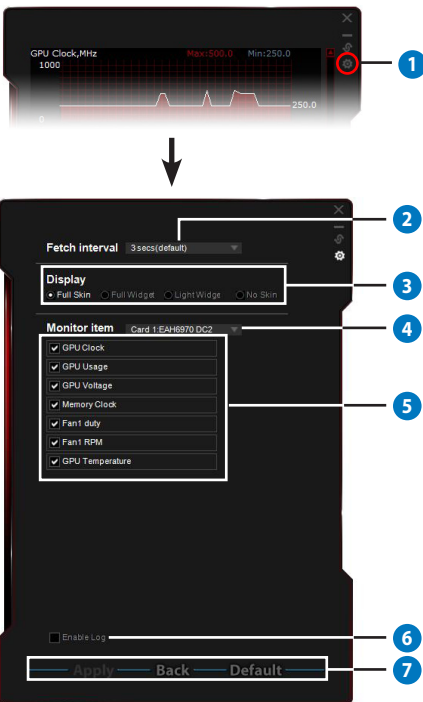 GPU Clock,MHz Max:500.0 Min:250.0
1000
250.0
0
1
Fetch interval 3 secs(default)
2
Display
Full Skin Full Widget Light Widge No Skin
3
Monitor item Card 1:EAH6970 DC2
4
GPU Clock
GPU Usage
GPU Voltage
Memory Clock
Fan1 duty
Fan1 RPM
GPU Temperature
5
Enable Log
6
Apply Back Default
7